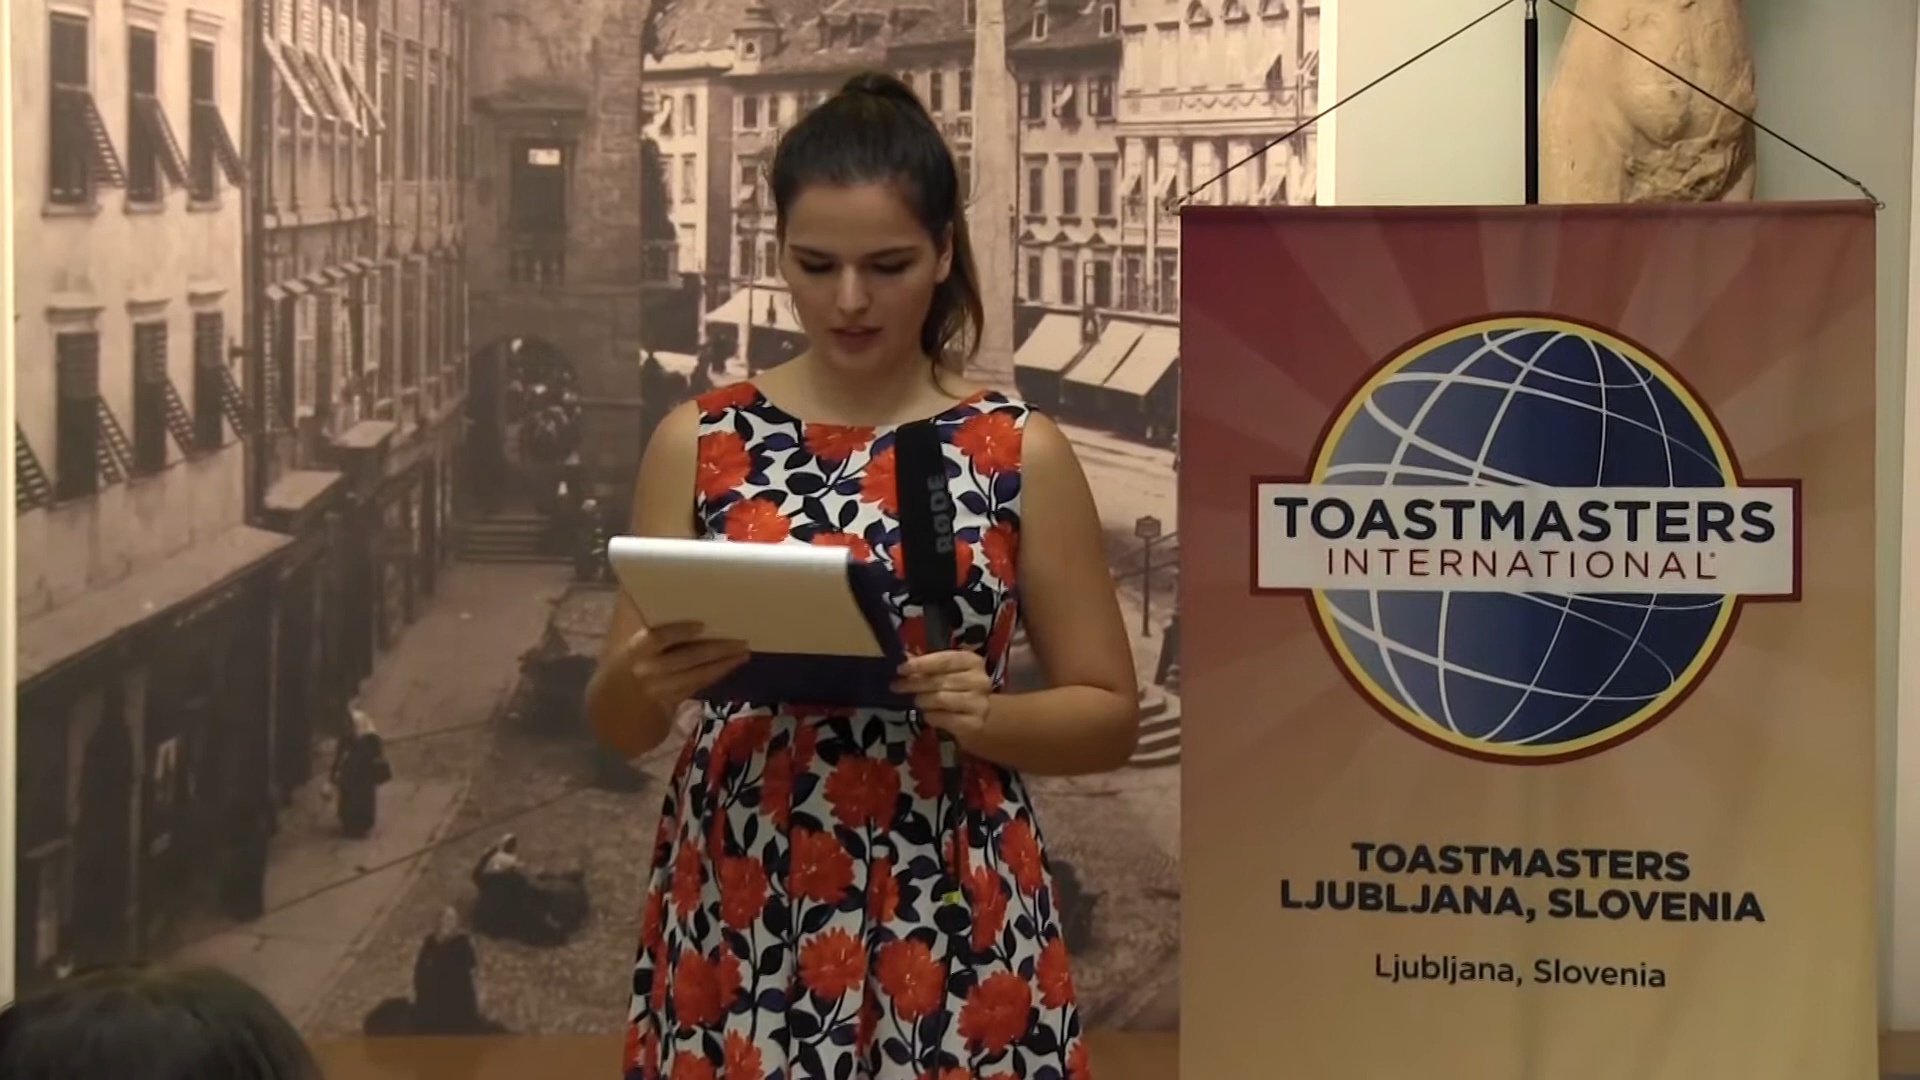 RØDE
TOASTMASTERS
INTERNATIONAL
TOASTMASTERS
LJUBLJANA, SLOVENIA
Ljubljana, Slovenia